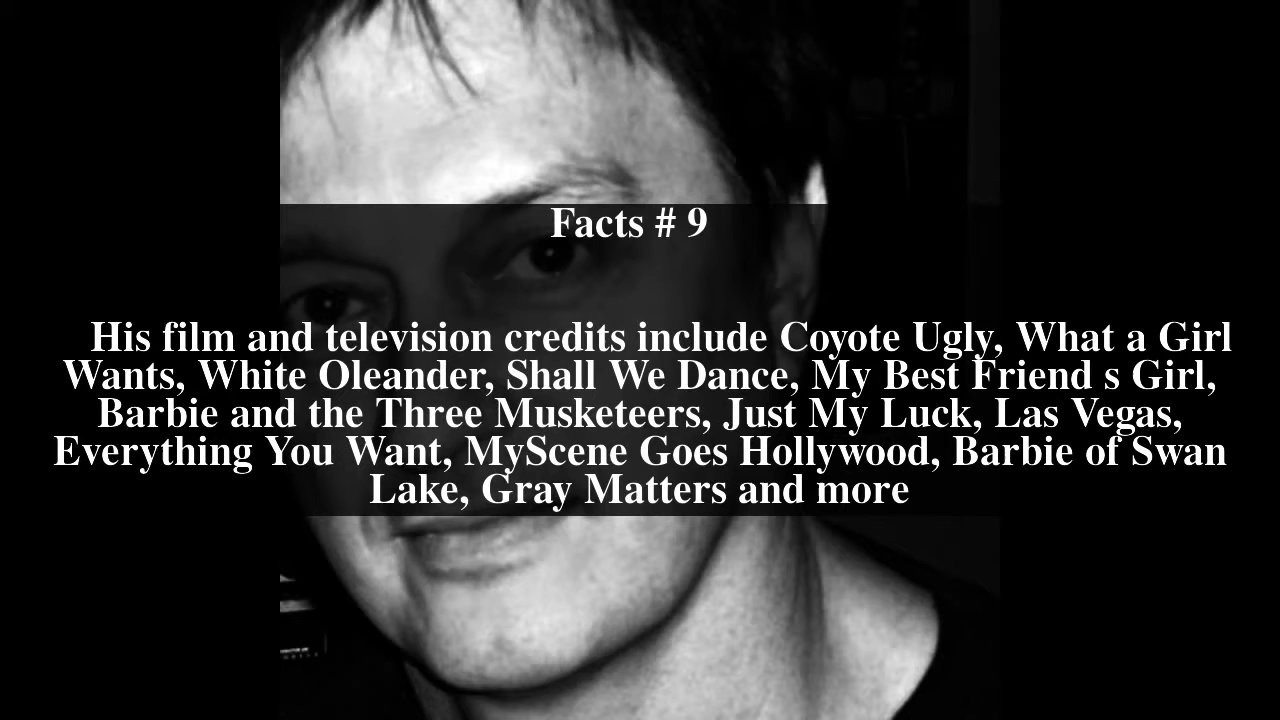 Facts # 9
His film and television credits include Coyote Ugly, What a Girl
Wants, White Oleander, Shall We Dance, My Best Friend s Girl,
Barbie and the Three Musketeers, Just My Luck, Las Vegas,
Everything You Want, MyScene Goes Hollywood, Barbie of Swan
Lake, Gray Matters and more